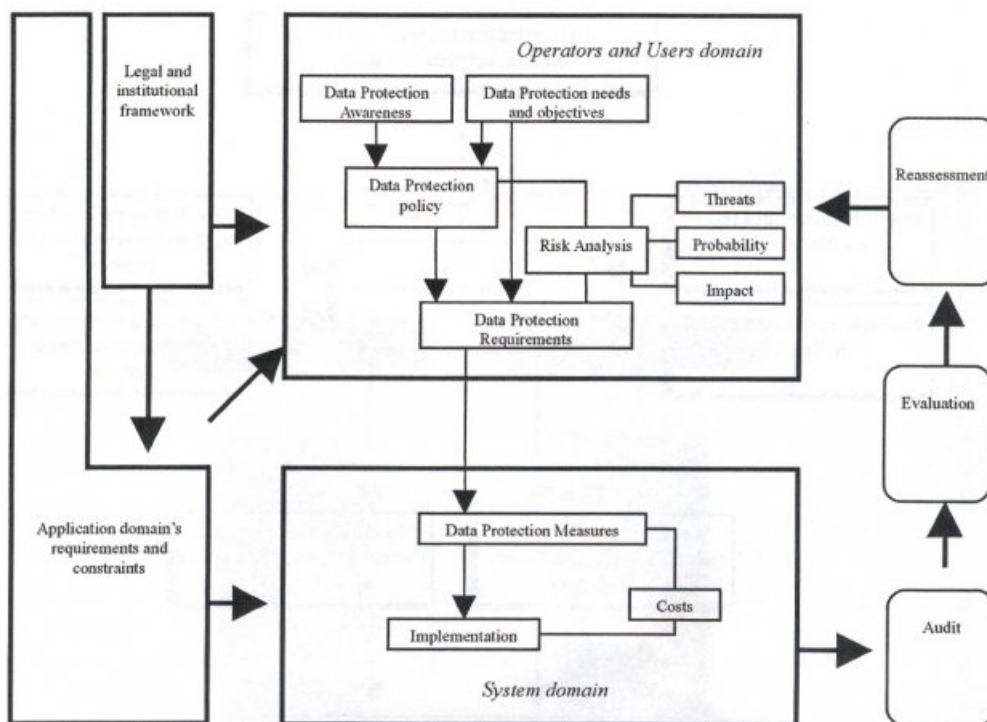 Legal and
institutional
framework
Operators and Users domain
Data Protection
Awareness
Data Protection needs
and objectives
Data Protection
policy
Threats
Risk Analysis
Probability
Impact
Data Protection
Requirements
Reassessment
Evaluation
Application domain's
requirements and
constraints
Data Protection Measures
Costs
Implementation
System domain
Audit